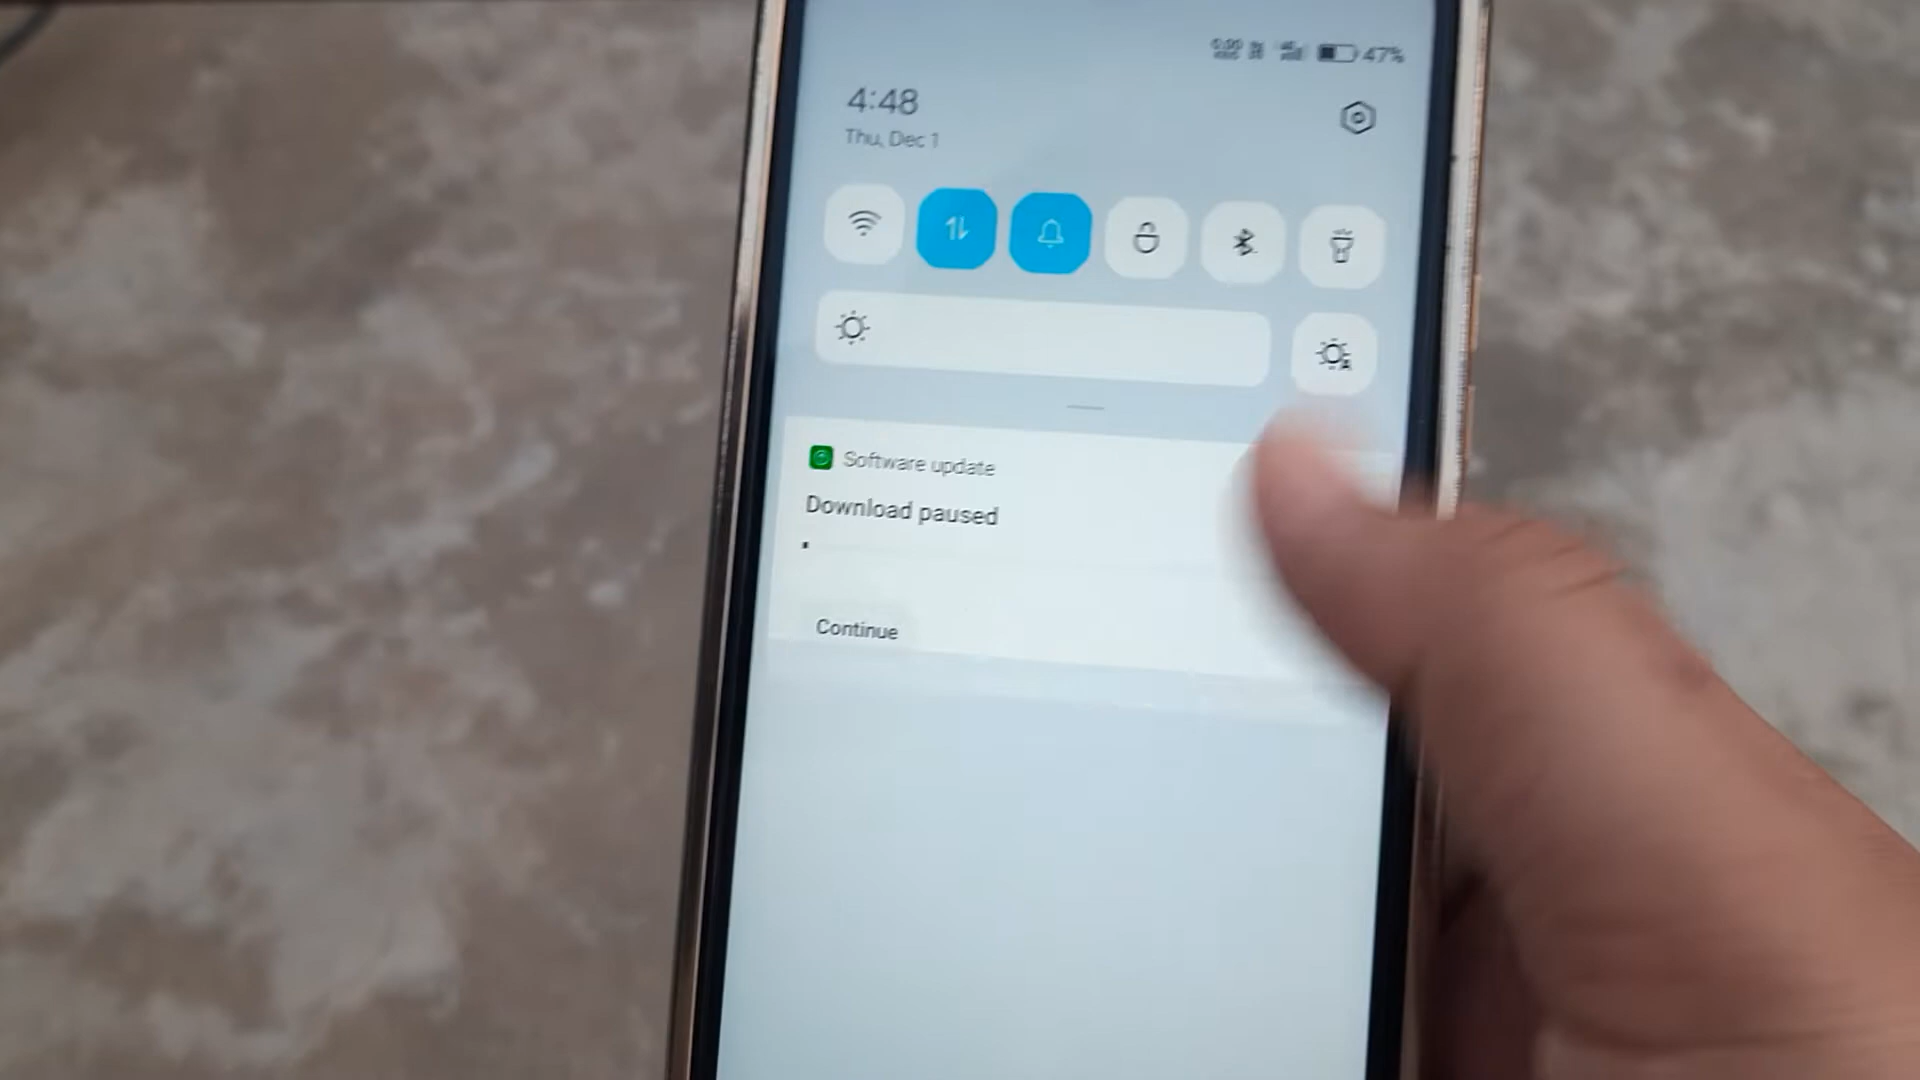 47%
4:48
Thu, Dec 1
Software update
Download paused
Continue